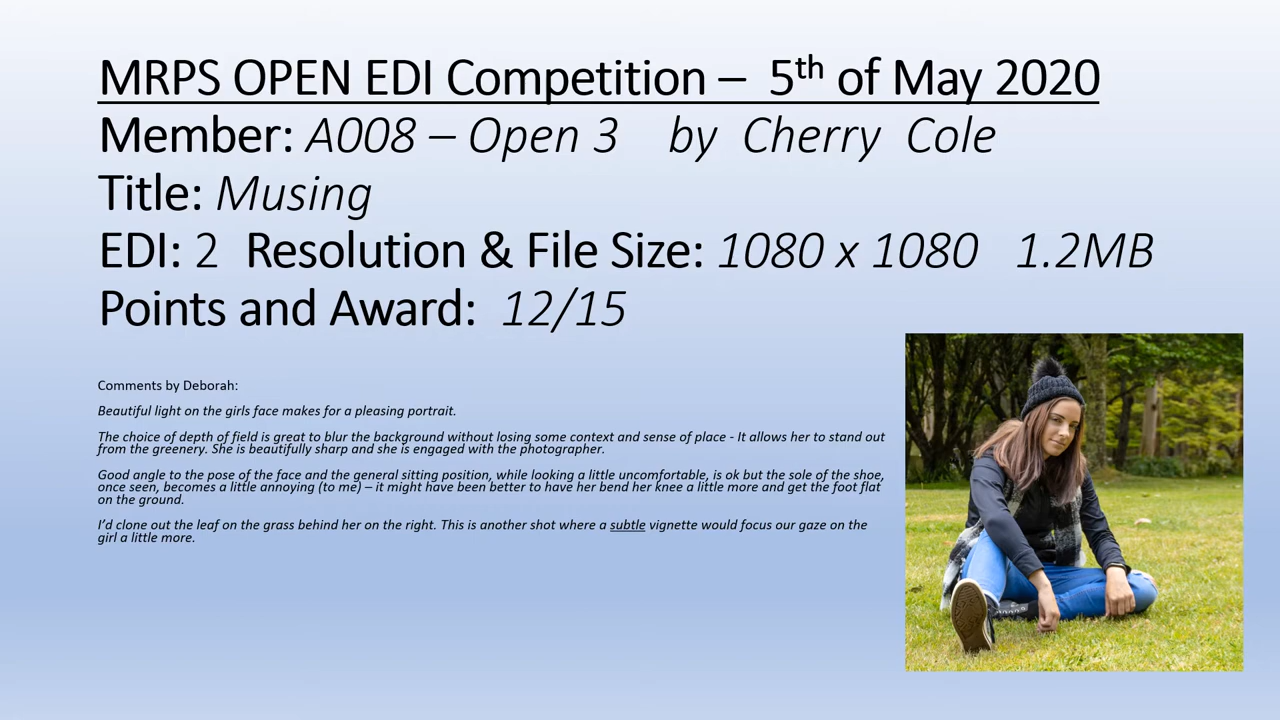 MRPS OPEN EDI Competition – 5th of May 2020
Member: A008 – Open 3 by Cherry Cole
Title: Musing
EDI: 2 Resolution & File Size: 1080 x 1080 1.2MB
Points and Award: 12/15
Comments by Deborah:
Beautiful light on the girls face makes for a pleasing portrait.
The choice of depth of field is great to blur the background without losing some context and sense of place - It allows her to stand out
from the greenery. She is beautifully sharp and she is engaged with the photographer.
Good angle to the pose of the face and the general sitting position, while looking a little uncomfortable, is ok but the sole of the shoe,
once seen, becomes a little annoying (to me) – it might have been better to have her bend her knee a little more and get the foot flat
on the ground.
I'd clone out the leaf on the grass behind her on the right. This is another shot where a subtle vignette would focus our gaze on the
girl a little more.